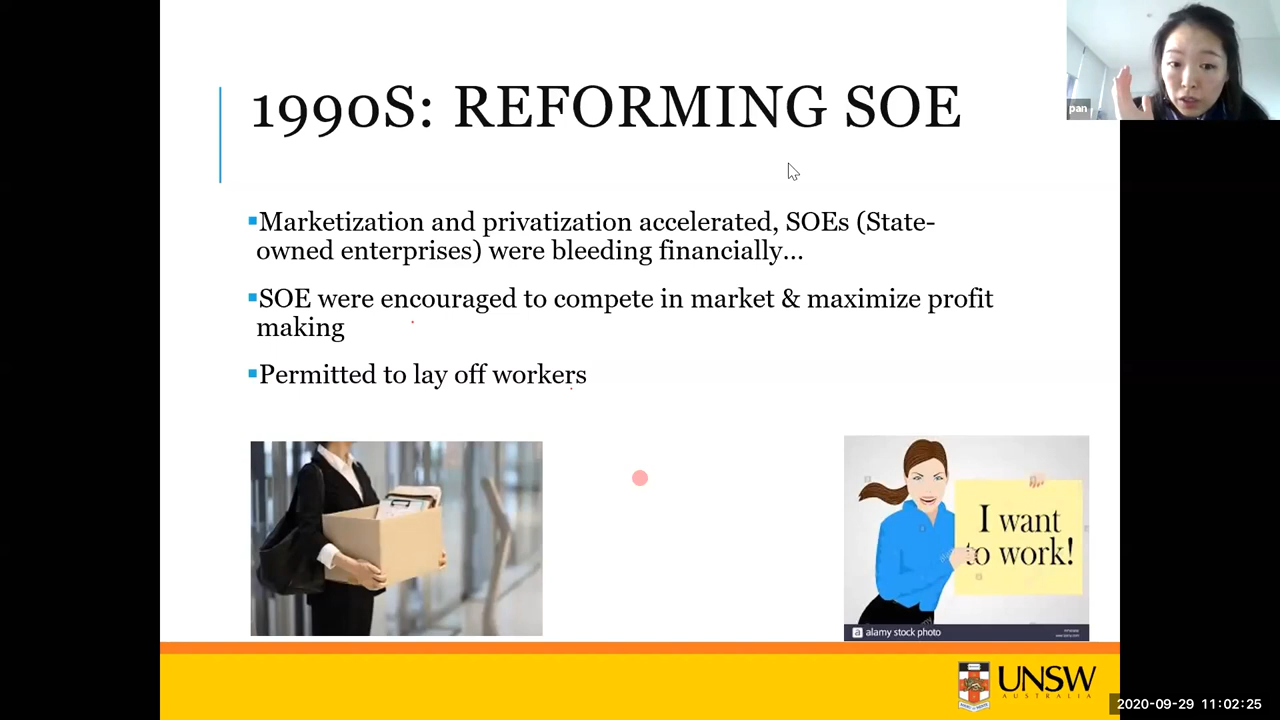 1990S: REFORMING SOE
pan
▪Marketization and privatization accelerated, SOEs (State-
owned enterprises) were bleeding financially...
▪SOE were encouraged to compete in market & maximize profit
making
▪Permitted to lay off workers
I want
to work!
a alamy stock photo
UNSW
AUSTRALIA
2020-09-29 11:02:25